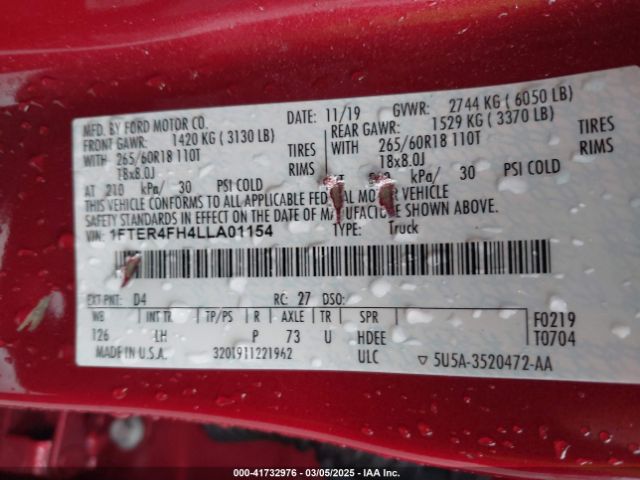 MFD. BY FORD MOTOR CO.
DATE: 11/19 GVWR: 2744 KG ( 6050 LB)
FRONT GAWR: 1420 KG ( 3130 LB) REAR GAWR: 1529 KG ( 3370 LB)
WITH 265/60R18 110T TIRES WITH 265/60R18 110T TIRES
18x8.0J RIMS 18x8.0J RIMS
AT 210 kPa/ 30 PSI COLD kPa/ 30 PSI COLD
THIS VEHICLE CONFORMS TO ALL APPLICABLE MOTOR VEHICLE
SAFETY STANDARDS IN EFFECT ON THE DATE OF MANUFACTURE SHOWN ABOVE.
VIN: 1FTER4FH4LLA01154 TYPE: Truck
EXT PNT: D4 RC: 27 DSO:
WB INT TR TP/PS R AXLE TR SPR F0219
126 LH P 73 U HDEE T0704
MADE IN U.S.A. 3201911221962 ULC ▽ 5U5A-3520472-AA
000-41732976 | 03/05/2025 — IAA Inc.